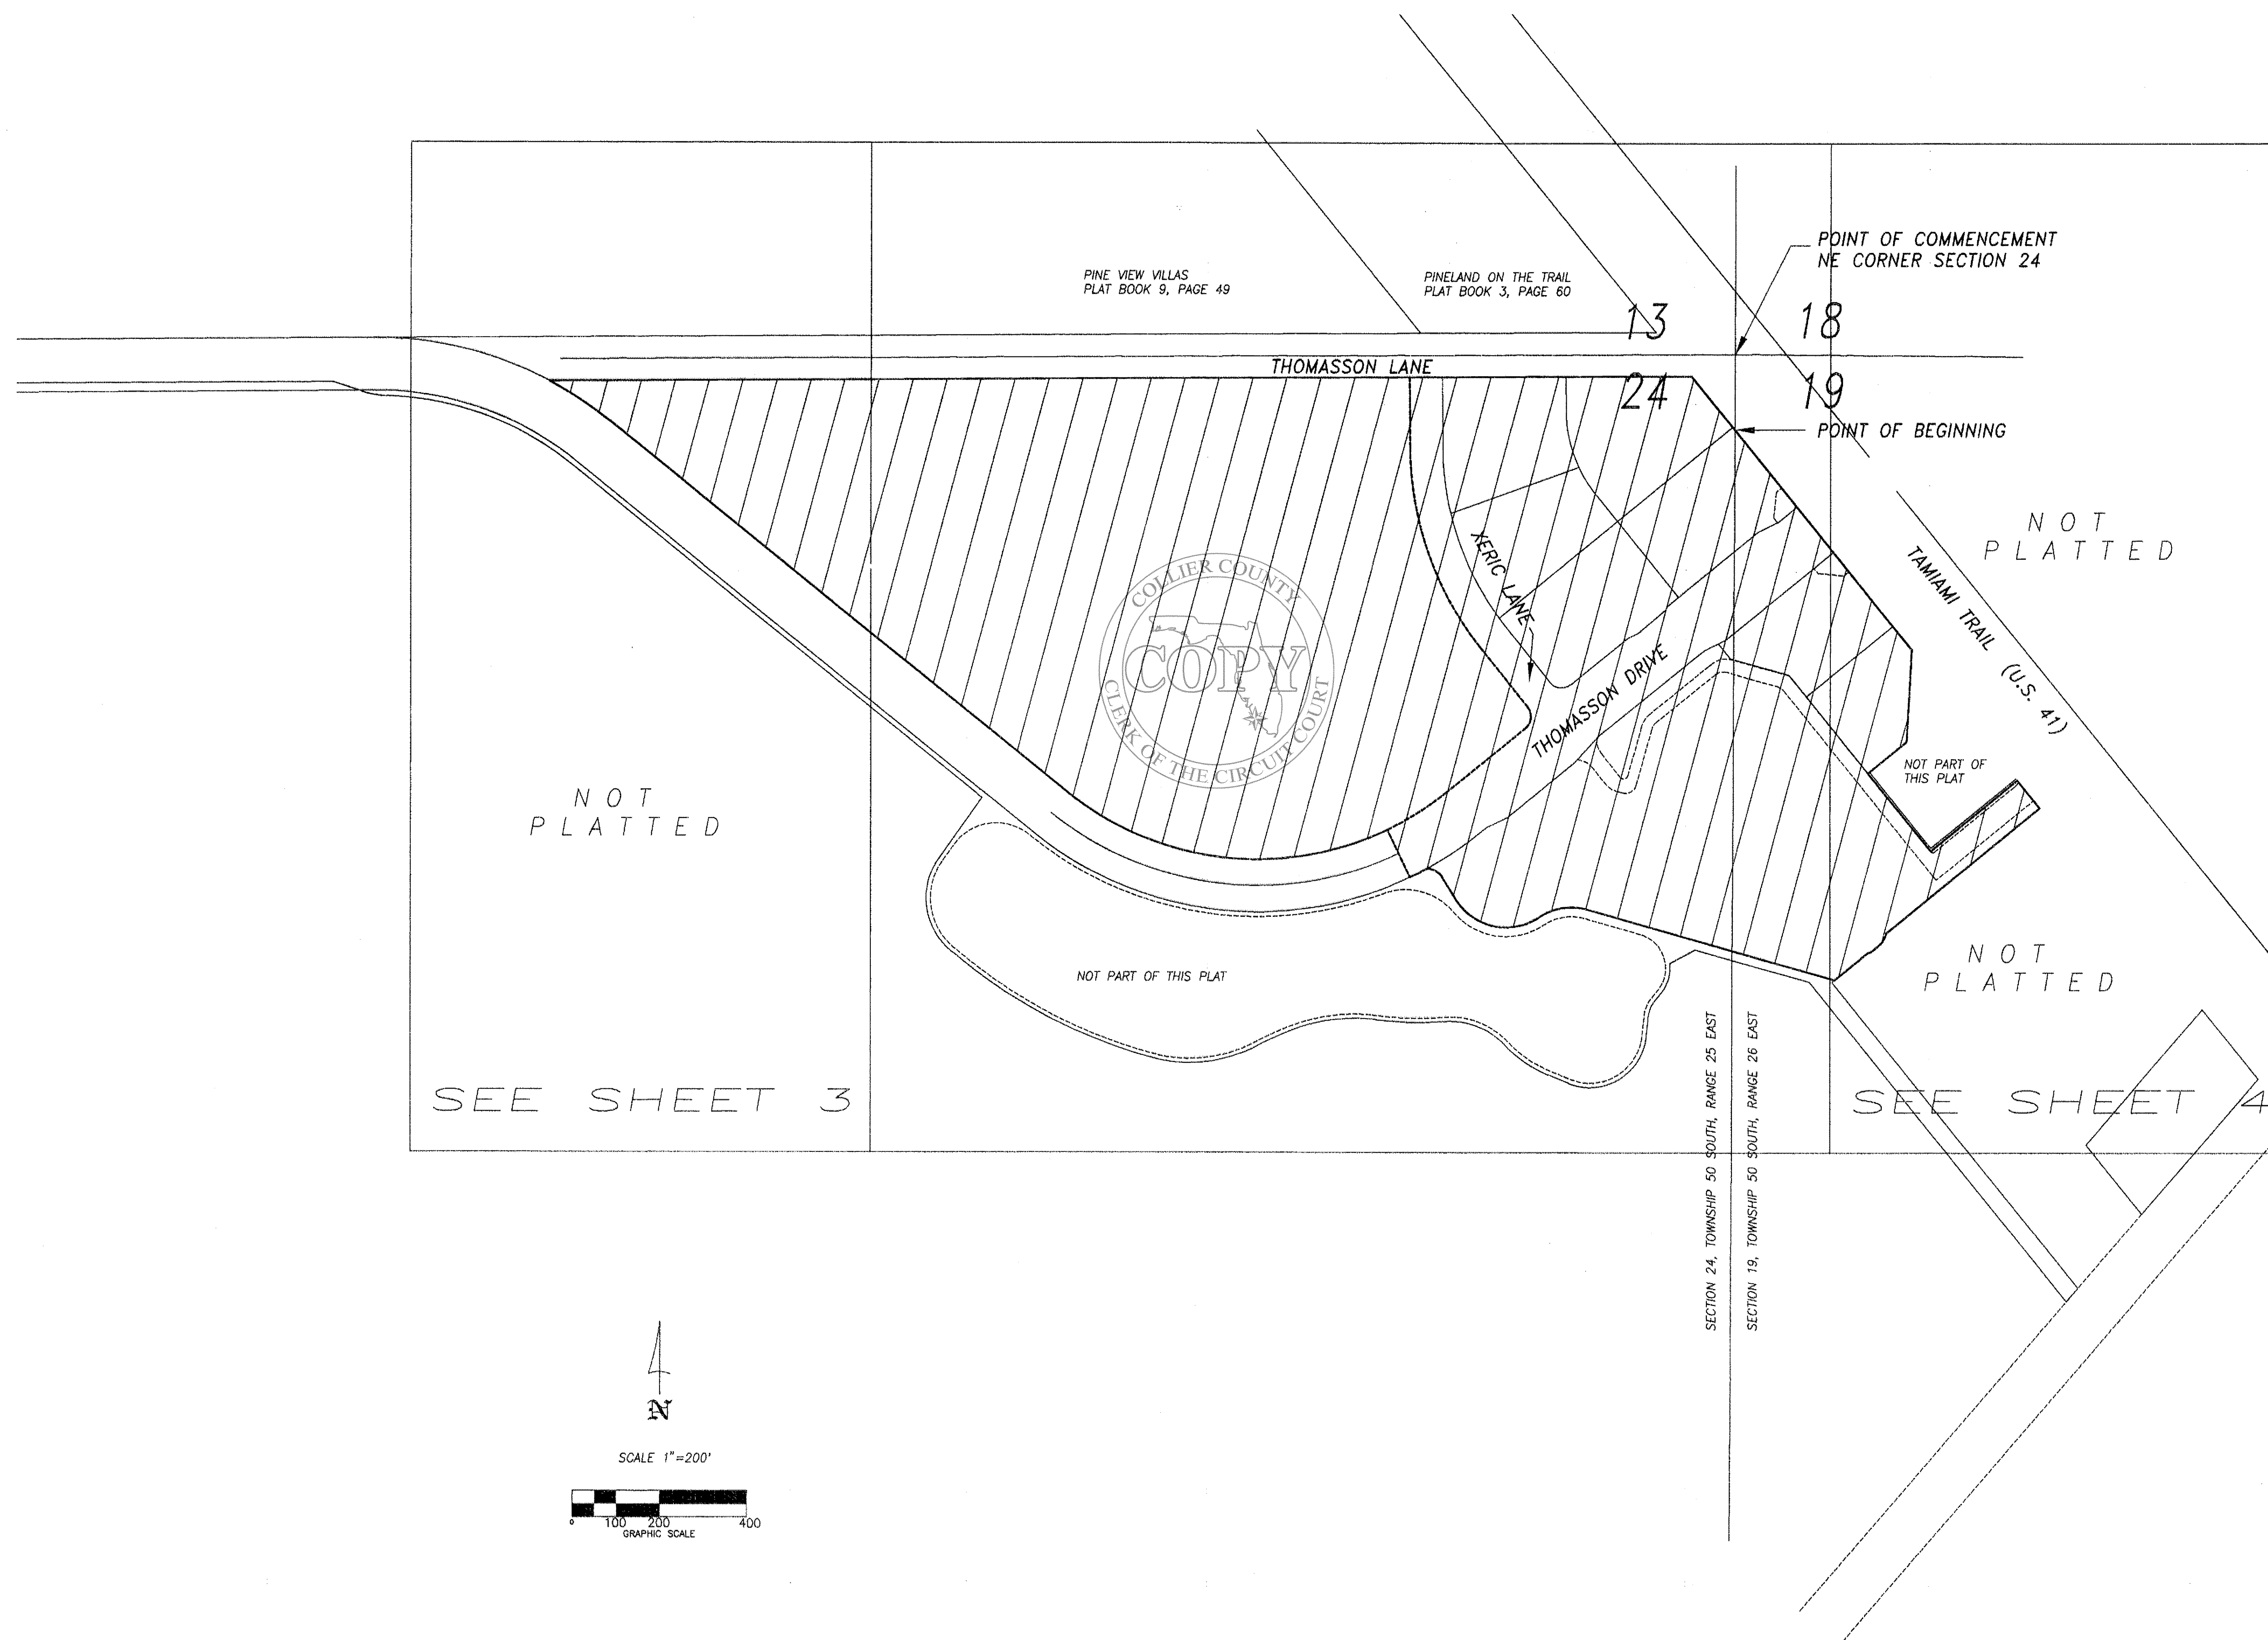 POINT OF COMMENCEMENT
NE CORNER SECTION 24
PINE VIEW VILLAS
PLAT BOOK 9, PAGE 49
PINELAND ON THE TRAIL
PLAT BOOK 3, PAGE 60
13
18
THOMASSON LANE
24
19
POINT OF BEGINNING
NOT
PLATTED
TAMIAMI TRAIL (U.S. 41)
XERIC LANE
COLLIER COUNTY
COPY
CLERK OF THE CIRCUIT COURT
THOMASSON DRIVE
NOT PART OF
THIS PLAT
NOT
PLATTED
NOT PART OF THIS PLAT
NOT
PLATTED
SECTION 24, TOWNSHIP 50 SOUTH, RANGE 25 EAST
SECTION 19, TOWNSHIP 50 SOUTH, RANGE 26 EAST
SEE SHEET 3
SEE SHEET 4
N
SCALE 1"=200'
0 100 200 400
GRAPHIC SCALE